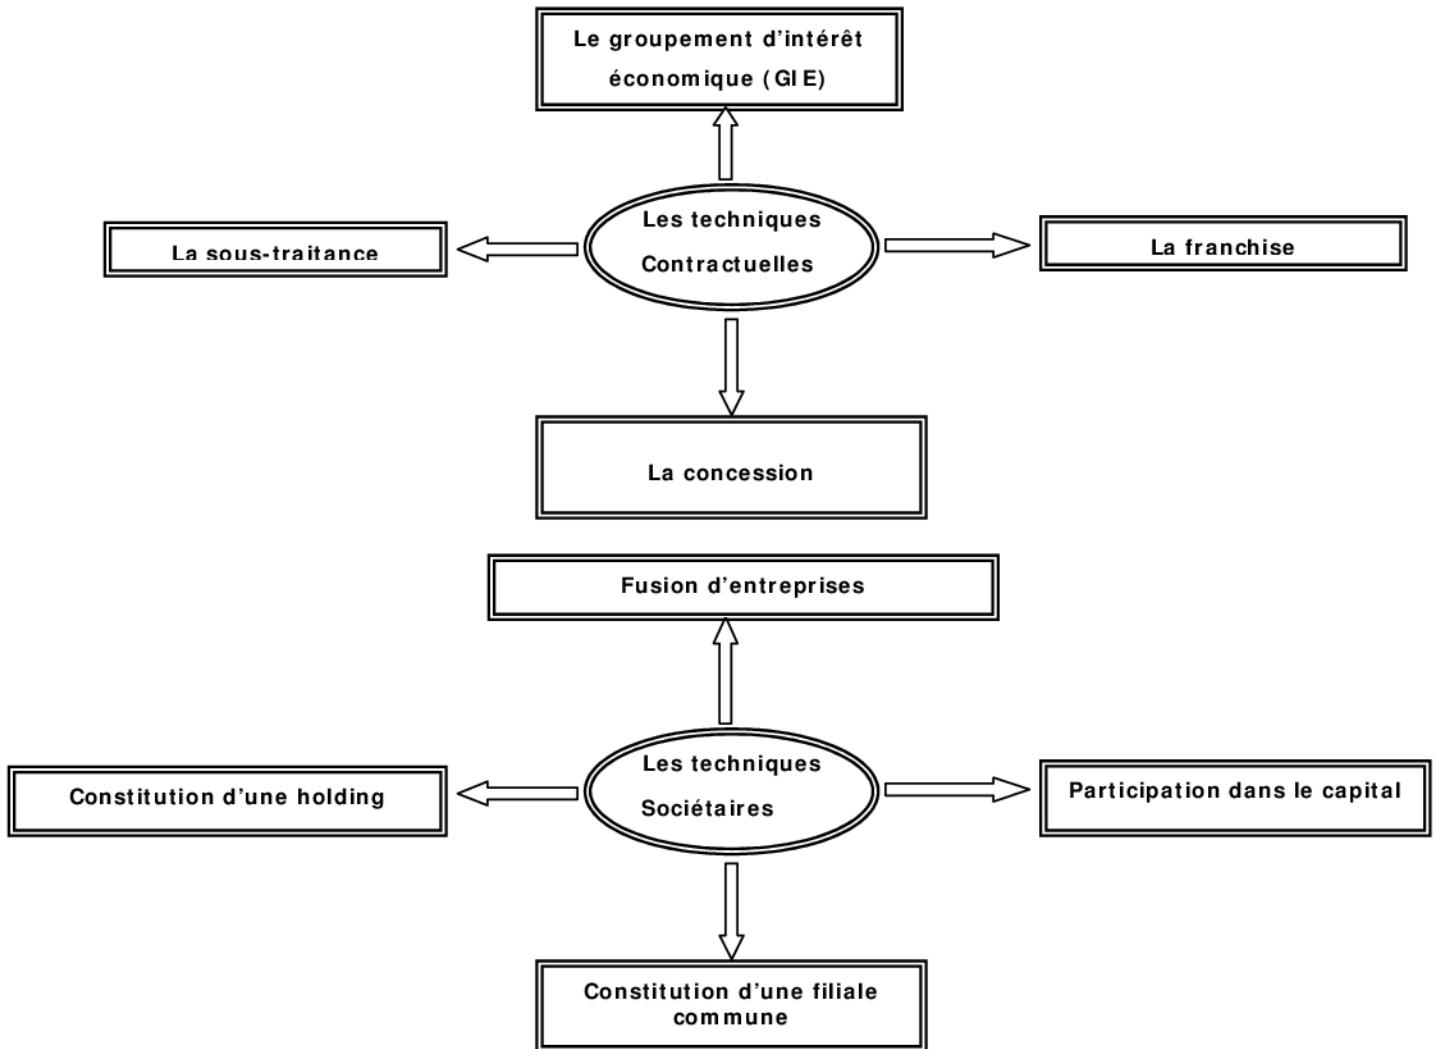 Le groupement d’intérêt
économique (GIE)
Les techniques
Contractuelles
La sous-traitance
La franchise
La concession
Fusion d’entreprises
Les techniques
Sociétaires
Constitution d’une holding
Participation dans le capital
Constitution d’une filiale
commune